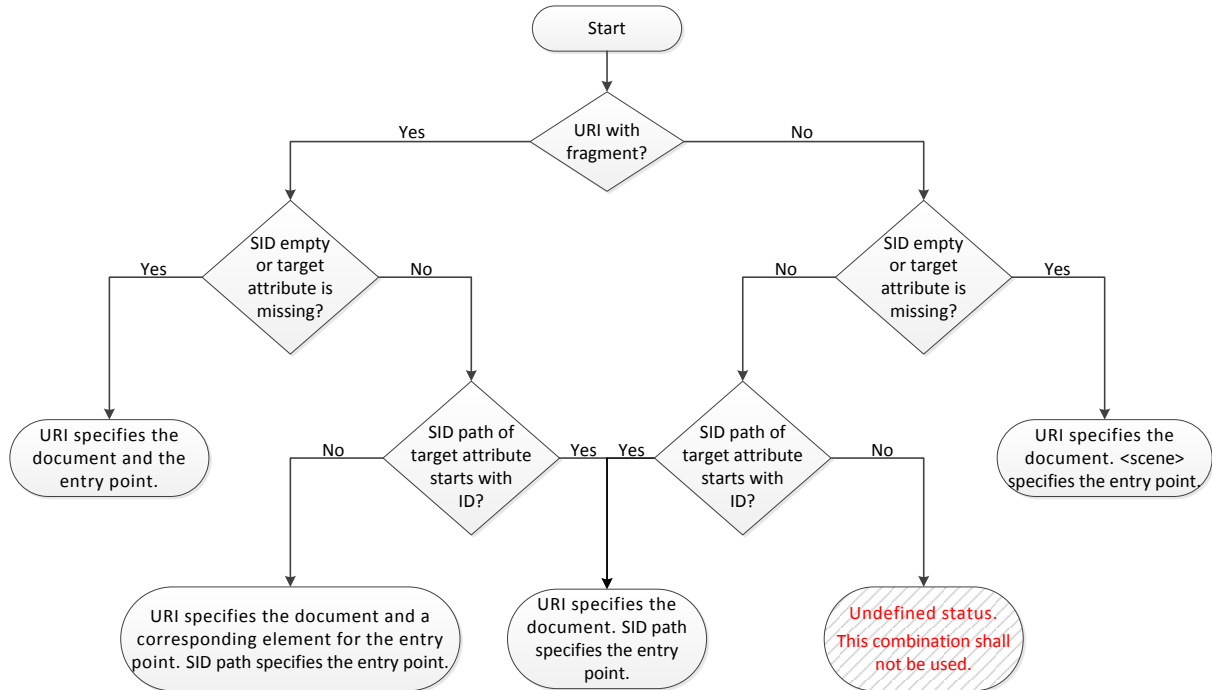 Start
URI with
fragment?
Yes
No
SID empty
or target
attribute is
missing?
Yes
No
SID empty
or target
attribute is
missing?
No
Yes
URI specifies the
document and the
entry point.
SID path of
target attribute
starts with
ID?
No
Yes
SID path of
target attribute
starts with
ID?
Yes
No
URI specifies the
document. <scene>
specifies the entry point.
URI specifies the document and a
corresponding element for the entry
point. SID path specifies the entry point.
URI specifies the
document. SID path
specifies the entry
point.
Undefined status.
This combination shall
not be used.